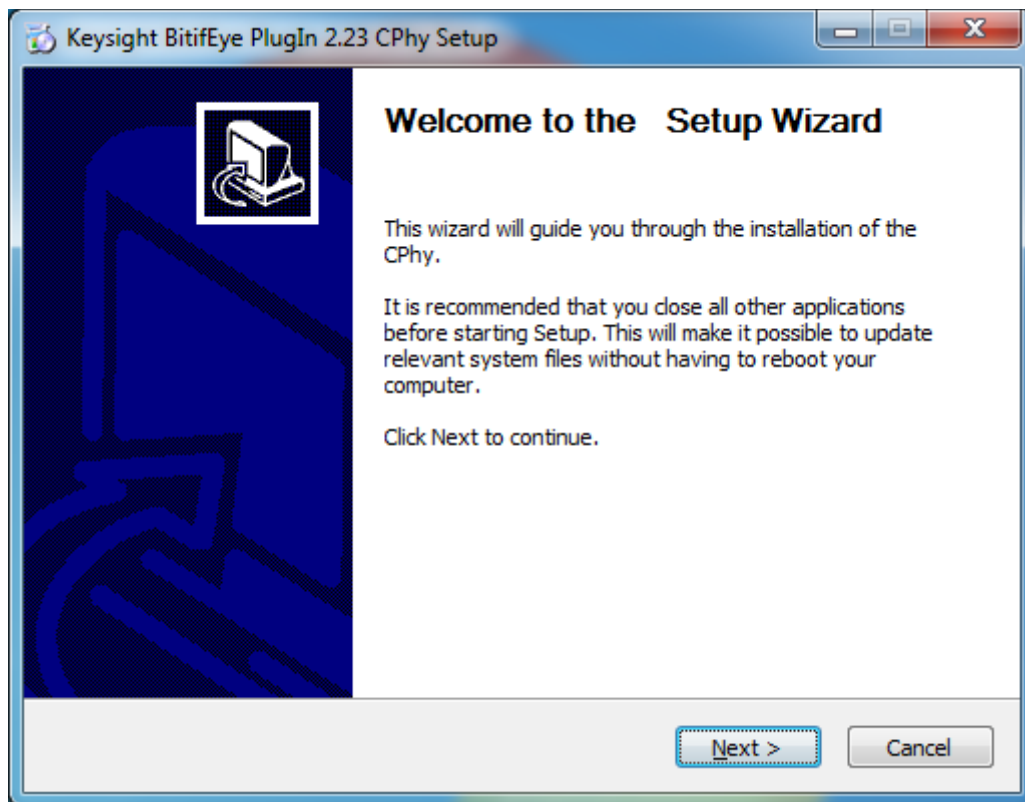 Keysight BitifEye PlugIn 2.23 CPhy Setup
Welcome to the   Setup Wizard
This wizard will guide you through the installation of the
CPhy.
It is recommended that you close all other applications
before starting Setup. This will make it possible to update
relevant system files without having to reboot your
computer.
Click Next to continue.
Next >
Cancel